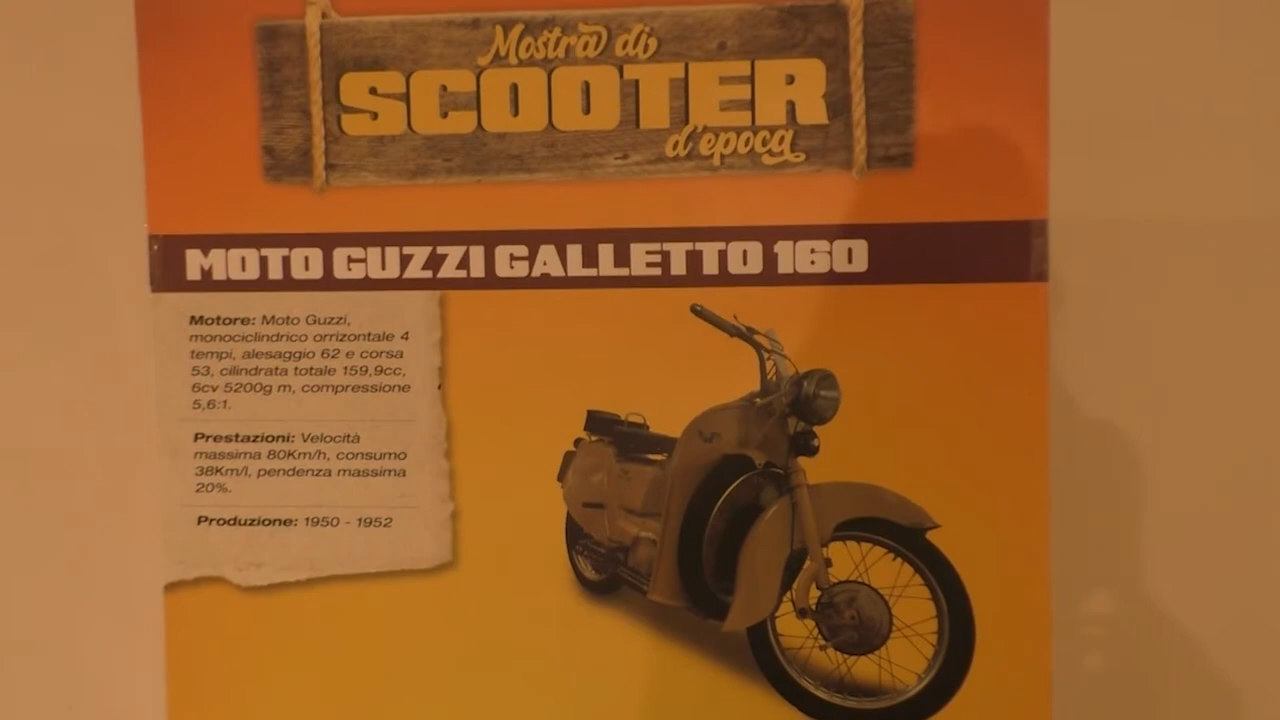 Mostra di
SCOOTER
d'epoca
MOTO GUZZI GALLETTO 160
Motore: Moto Guzzi,
monociclindrico orrizontale 4
tempi, alesaggio 62 e corsa
53, cilindrata totale 159,9cc,
6cv 5200g m, compressione
5,6:1.
Prestazioni: Velocità
massima 80Km/h, consumo
38Km/l, pendenza massima
20%.
Produzione: 1950 - 1952